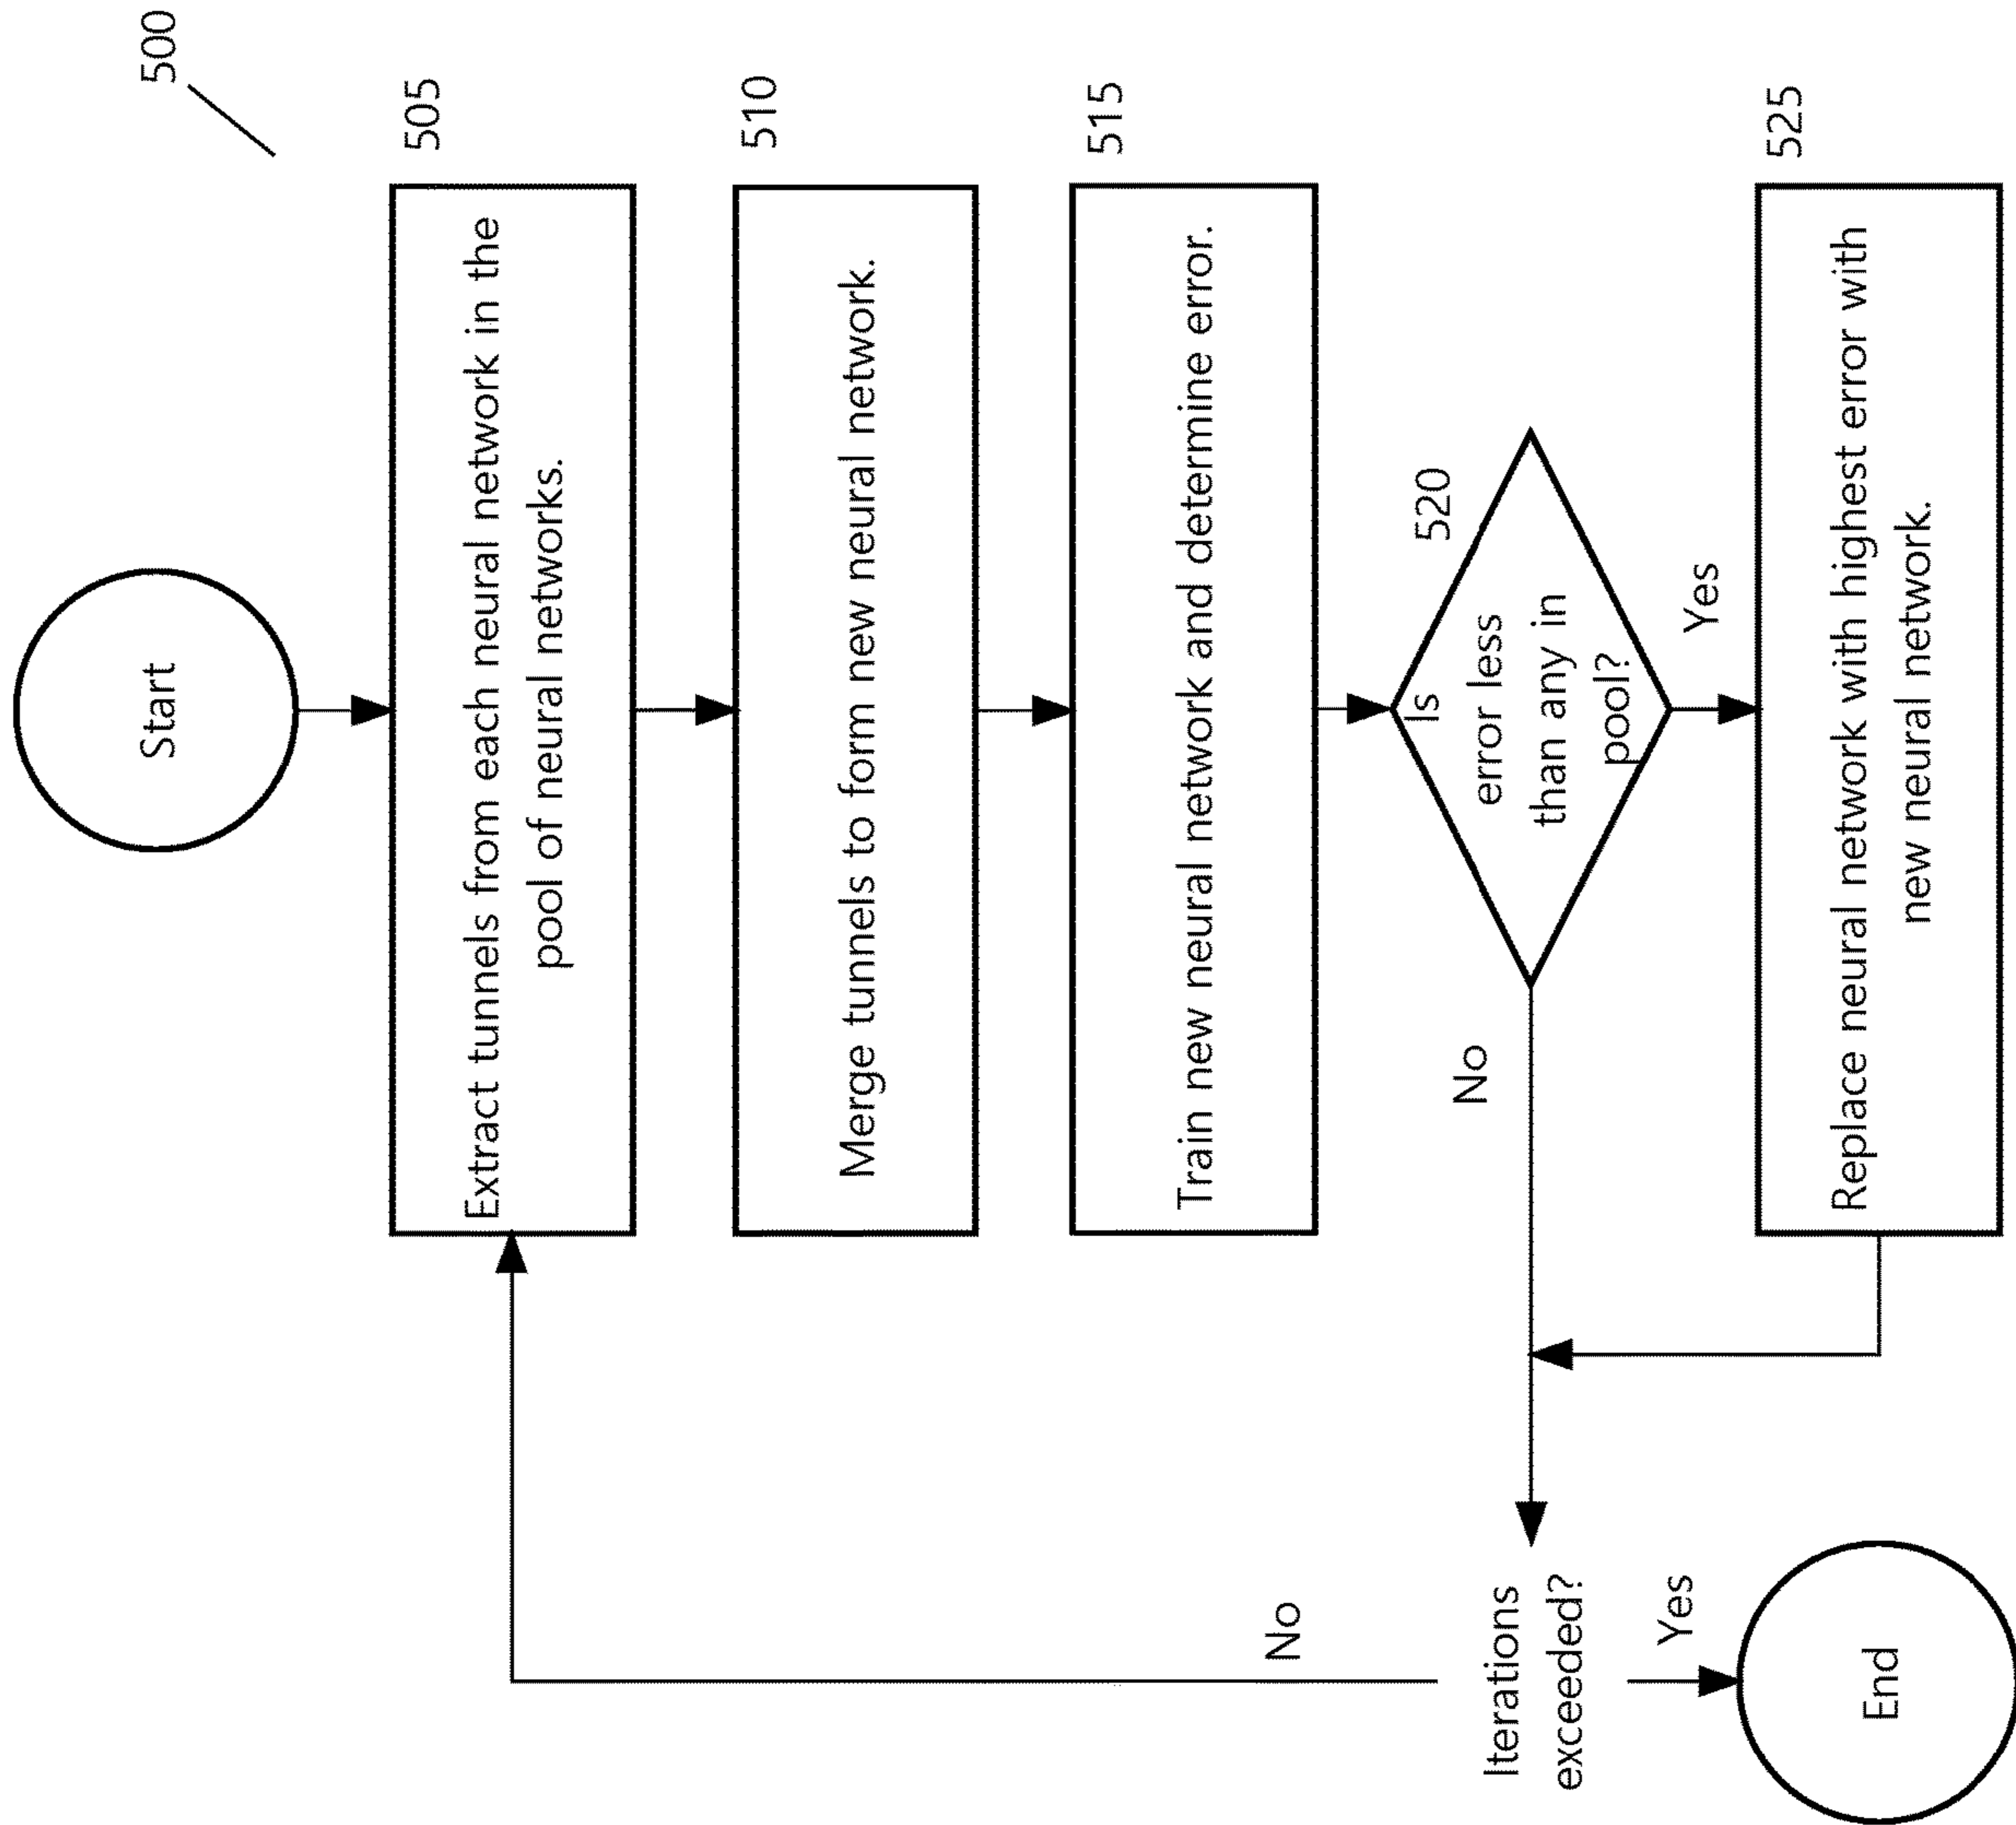 500
Start
505
Extract tunnels from each neural network in the
pool of neural networks.
510
Merge tunnels to form new neural network.
515
Train new neural network and determine error.
520
Is
error less
than any in
pool?
No
Yes
525
Replace neural network with highest error with
new neural network.
No
Iterations
exceeded?
Yes
End